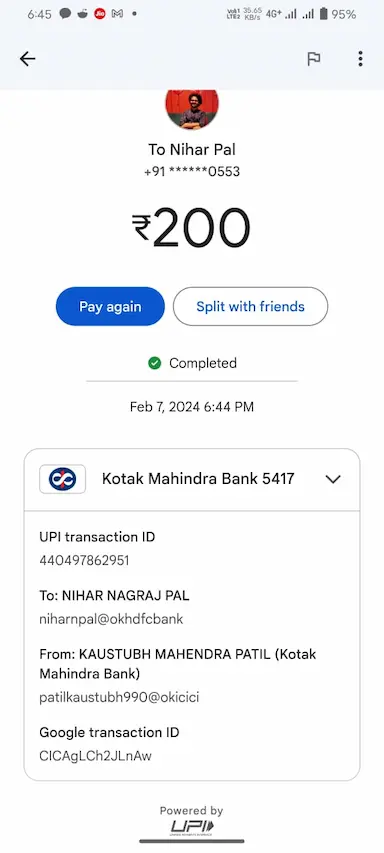 6:45 VoWi LTE2 35.65 KB/s 4G+ 95%
To Nihar Pal
+91 ******0553
₹200
Pay again Split with friends
Completed
Feb 7, 2024 6:44 PM
Kotak Mahindra Bank 5417
UPI transaction ID
440497862951
To: NIHAR NAGRAJ PAL
niharnpal@okhdfcbank
From: KAUSTUBH MAHENDRA PATIL (Kotak
Mahindra Bank)
patilkaustubh990@okicici
Google transaction ID
CICAgLCh2JLnAw
Powered by
UPI